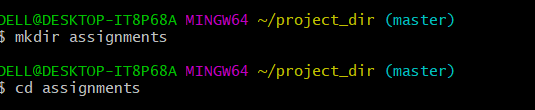 DELL@DESKTOP-IT8P68A MINGW64 ~/project_dir (master)
$ mkdir assignments
DELL@DESKTOP-IT8P68A MINGW64 ~/project_dir (master)
$ cd assignments